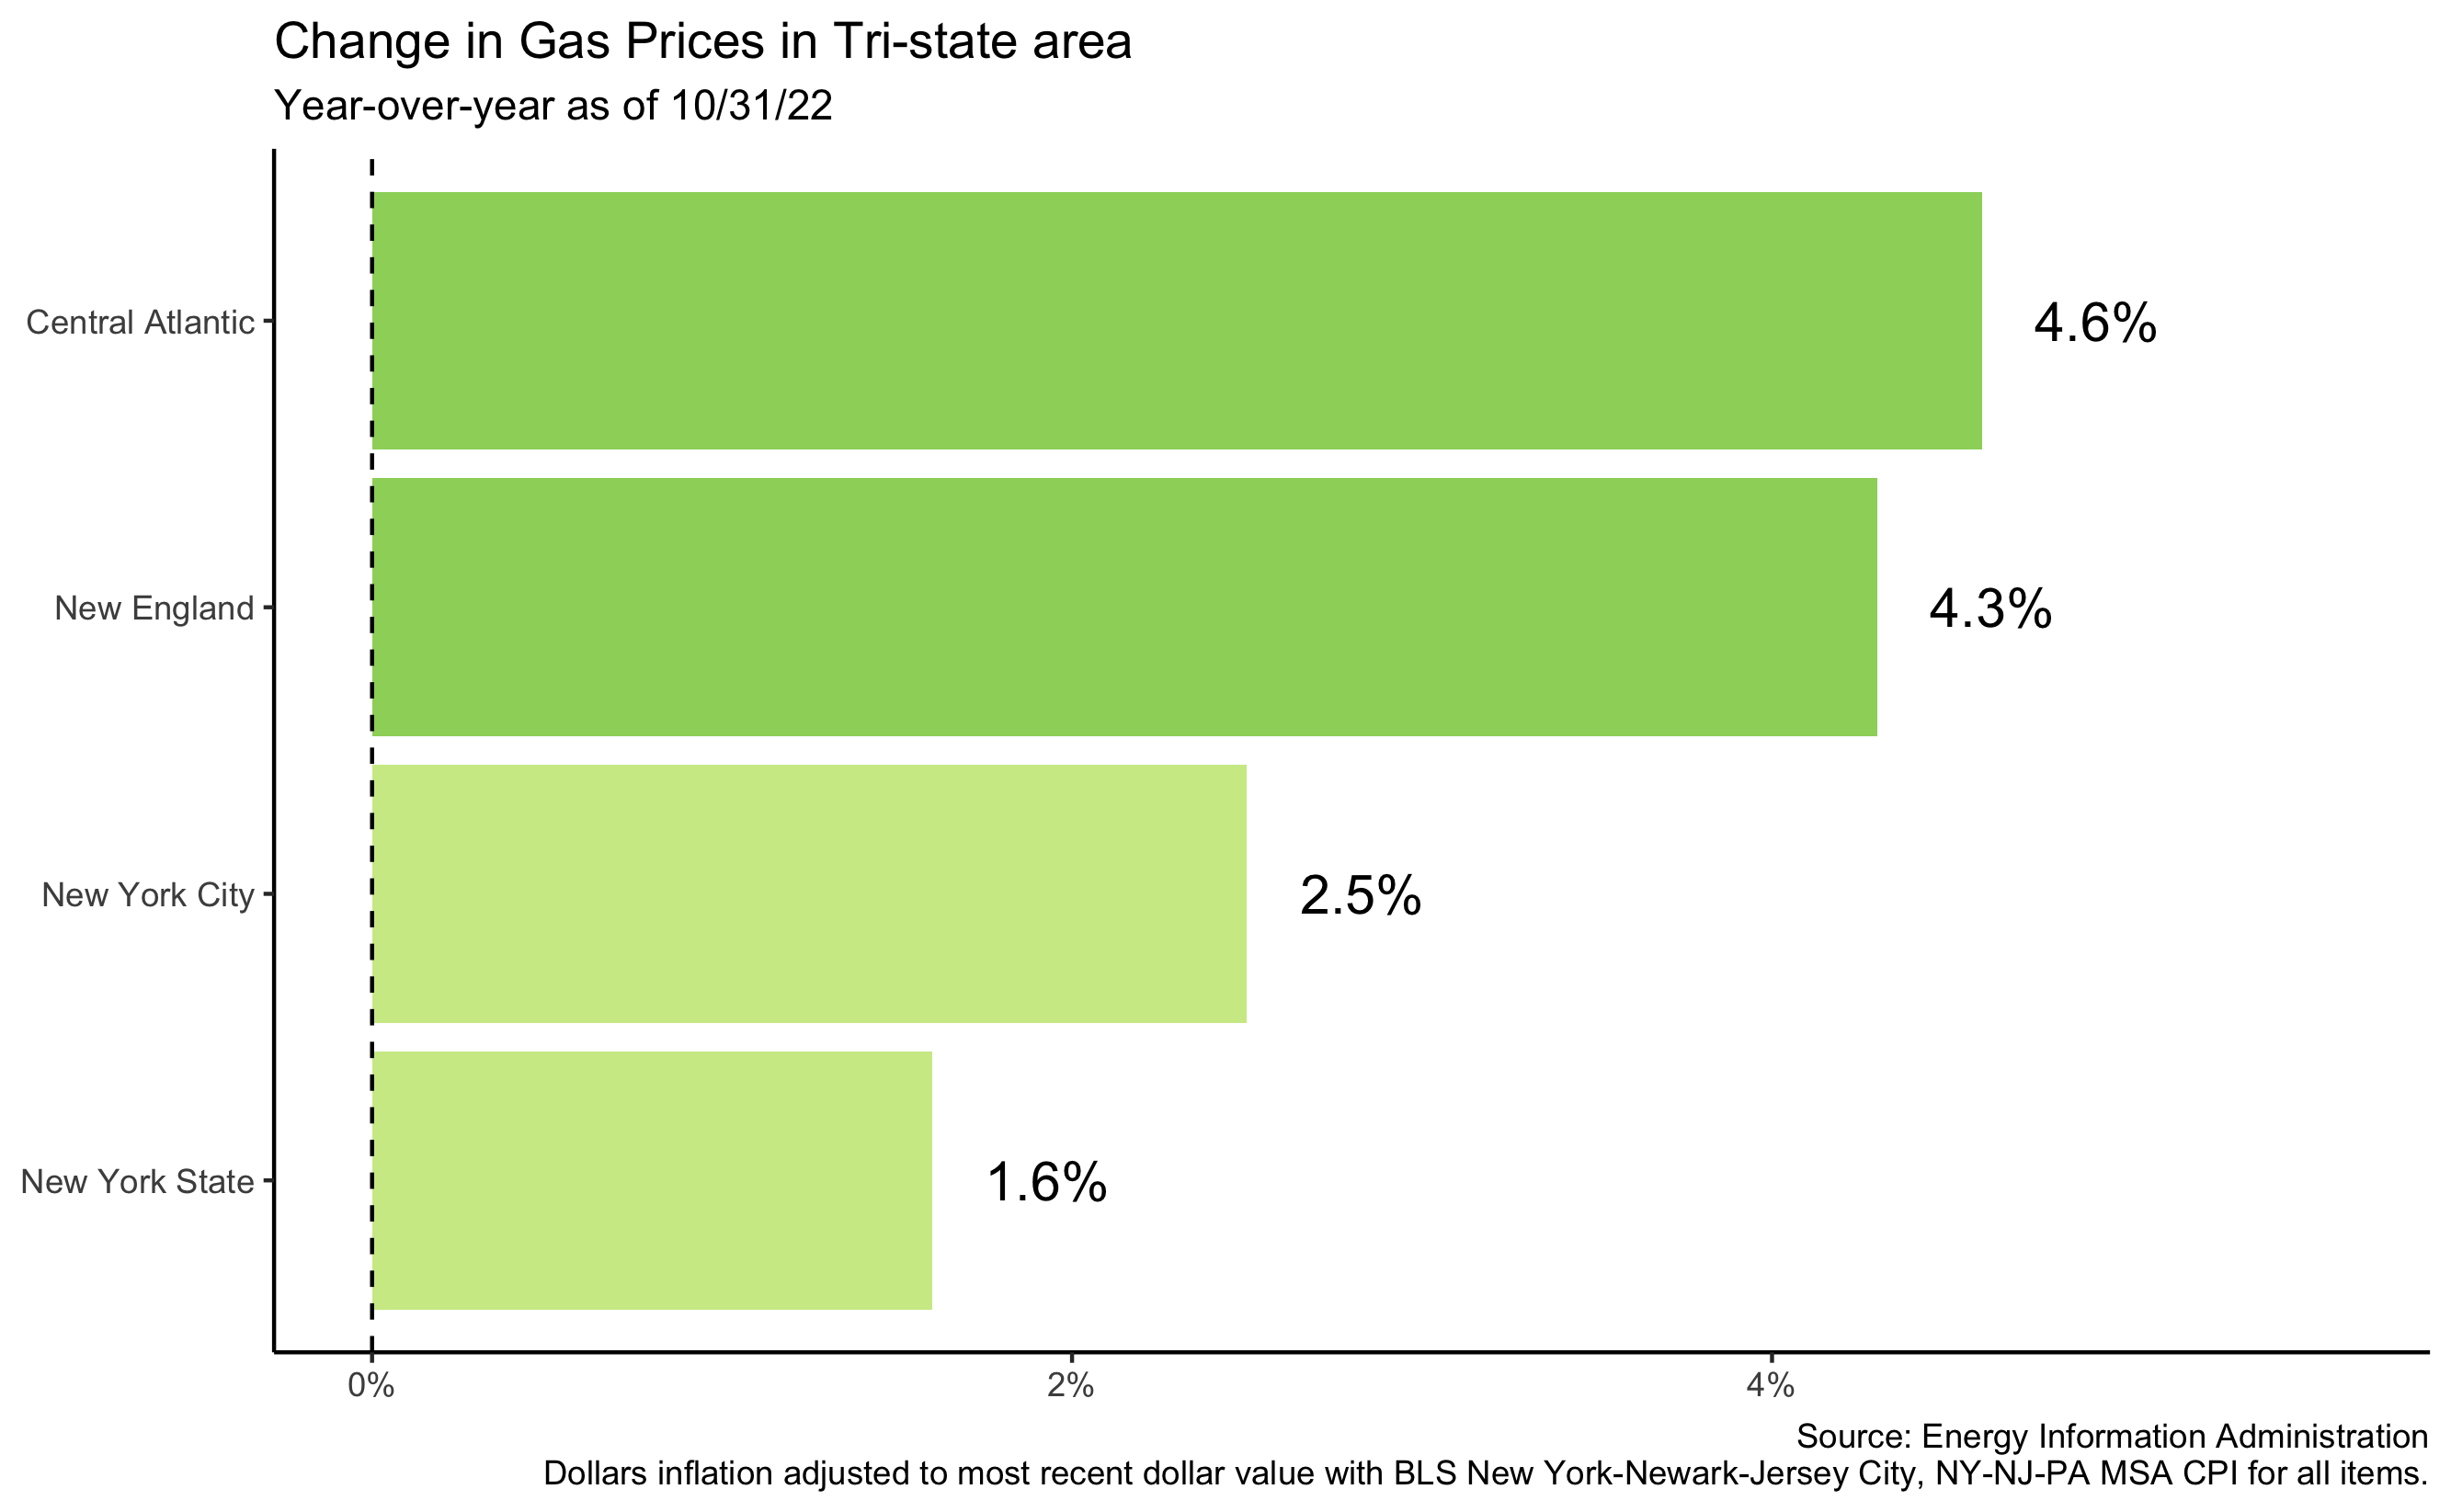 Change in Gas Prices in Tri-state area
Year-over-year as of 10/31/22
Central Atlantic
4.6%
New England
4.3%
New York City
2.5%
New York State
1.6%
0%
2%
4%
Source: Energy Information Administration
Dollars inflation adjusted to most recent dollar value with BLS New York-Newark-Jersey City, NY-NJ-PA MSA CPI for all items.